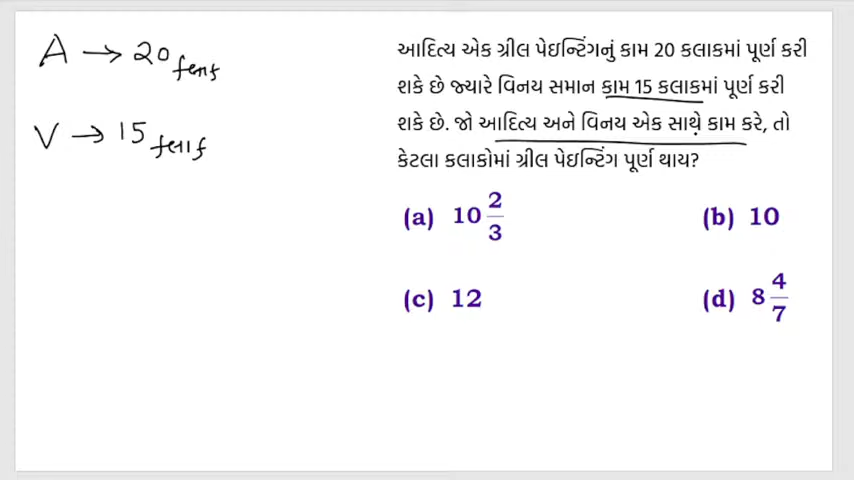 A → 20 કલાક
V → 15 કલાક
આદિત્ય એક ગ્રીલ પેઇન્ટિંગનું કામ 20 કલાકમાં પૂર્ણ કરી
શકે છે જ્યારે વિનય સમાન કામ 15 કલાકમાં પૂર્ણ કરી
શકે છે. જો આદિત્ય અને વિનય એક સાથે કામ કરે, તો
કેટલા કલાકોમાં ગ્રીલ પેઇન્ટિંગ પૂર્ણ થાય?
(a) 10 2/3
(b) 10
(c) 12
(d) 8 4/7